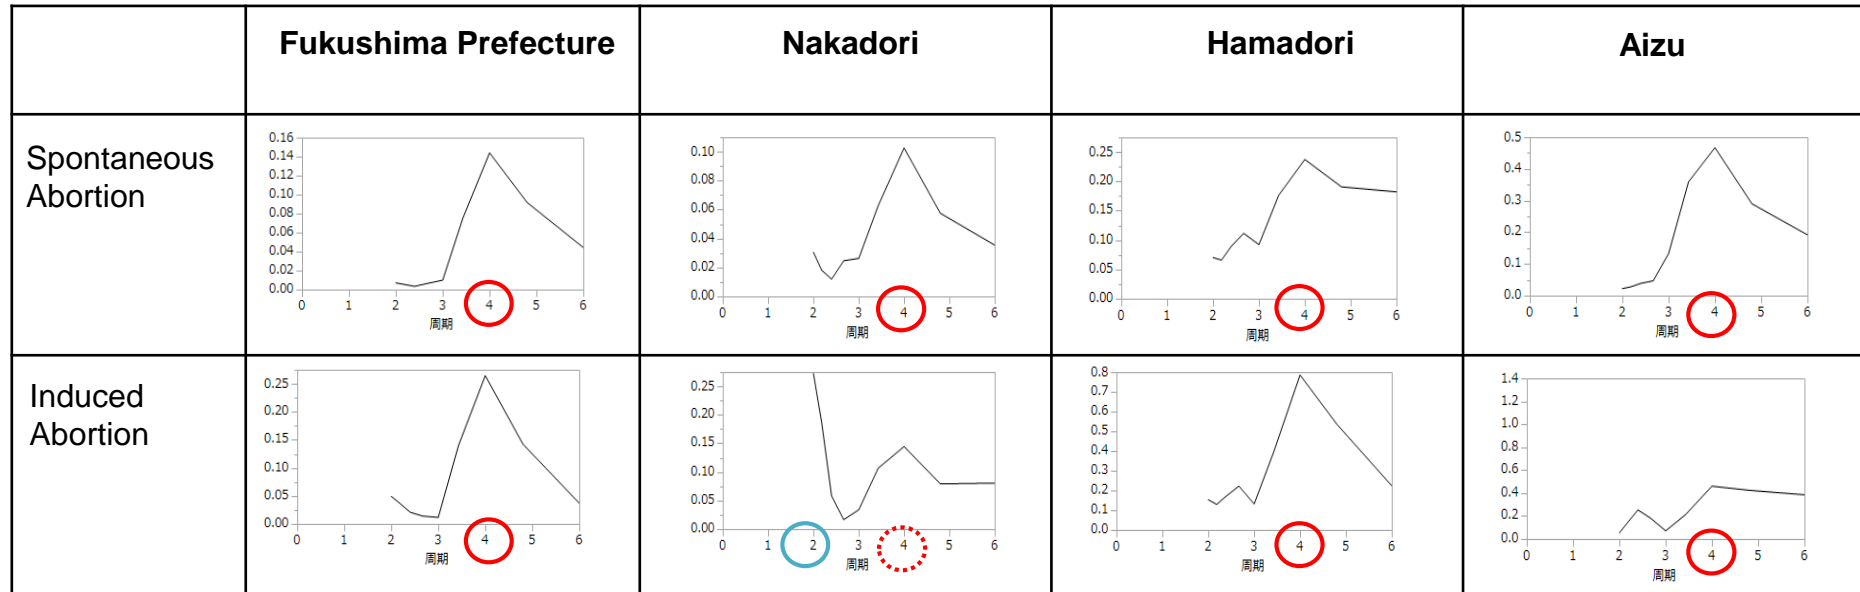 Fukushima Prefecture
Nakadori
Hamadori
Aizu
Spontaneous
Abortion
0.16
0.14
0.12
0.10
0.08
0.06
0.04
0.02
0.00
0 1 2 3 4 5 6
周期
0.10
0.08
0.06
0.04
0.02
0.00
0 1 2 3 4 5 6
周期
0.25
0.20
0.15
0.10
0.05
0.00
0 1 2 3 4 5 6
周期
0.5
0.4
0.3
0.2
0.1
0.0
0 1 2 3 4 5 6
周期
Induced
Abortion
0.25
0.20
0.15
0.10
0.05
0.00
0 1 2 3 4 5 6
周期
0.25
0.20
0.15
0.10
0.05
0.00
0 1 2 3 4 5 6
周期
0.8
0.7
0.6
0.5
0.4
0.3
0.2
0.1
0.0
0 1 2 3 4 5 6
周期
1.4
1.2
1.0
0.8
0.6
0.4
0.2
0.0
0 1 2 3 4 5 6
周期